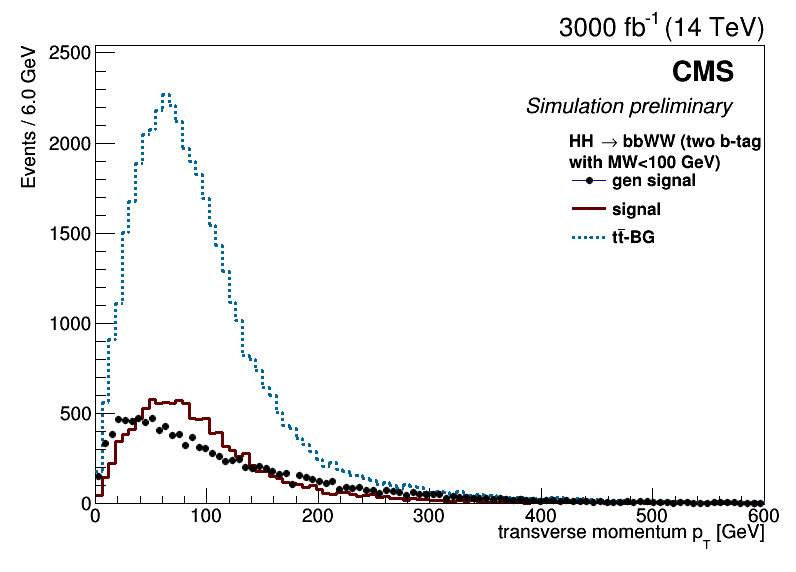 3000 fb⁻¹ (14 TeV)
CMS
Simulation preliminary
HH → bbWW (two b-tag
with MW<100 GeV)
gen signal
signal
tt̄-BG
Events / 6.0 GeV
2500
2000
1500
1000
500
0
0 100 200 300 400 500 600
transverse momentum p_T [GeV]